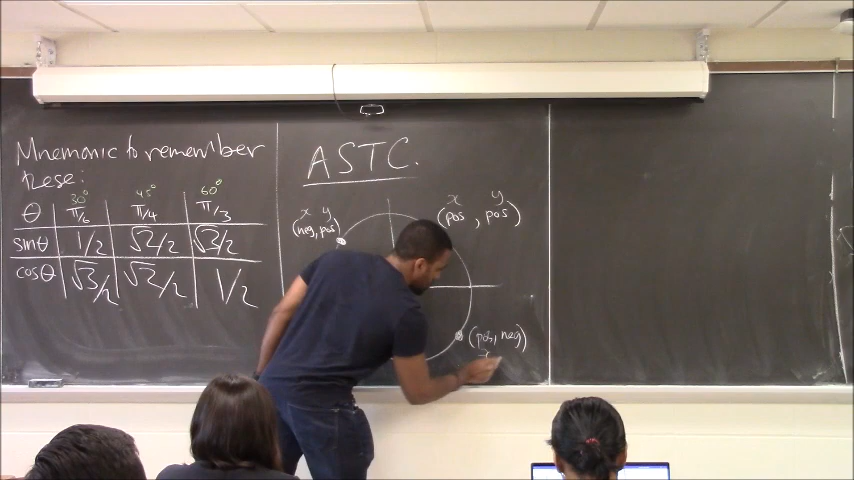 Mnemonic to remember
these:
30° 45° 60°
θ π/6 π/4 π/3
sinθ 1/2 √2/2 √3/2
cosθ √3/2 √2/2 1/2
ASTC.
x y
(neg, pos)
x y
(pos, pos)
(pos, neg)
x